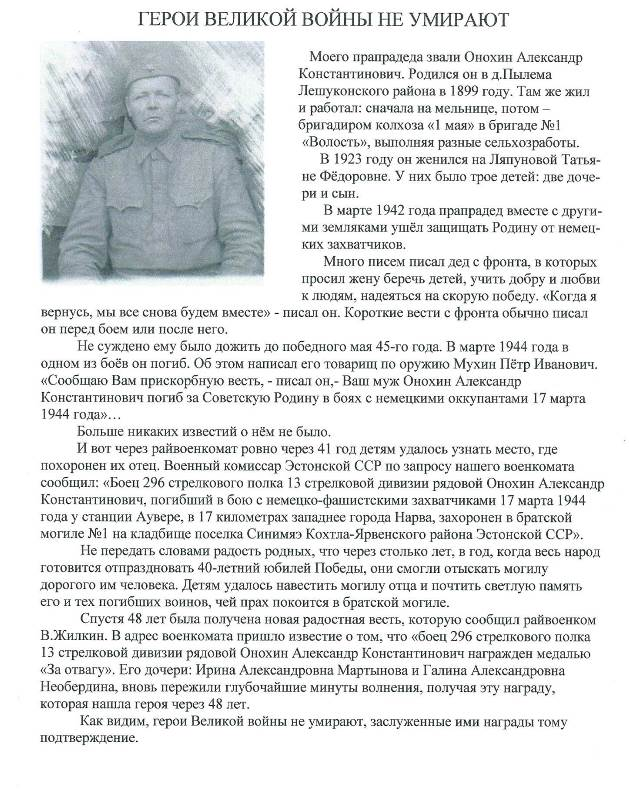 ГЕРОИ ВЕЛИКОЙ ВОЙНЫ НЕ УМИРАЮТ
Моего прапрадеда звали Онохин Александр
Константинович. Родился он в д.Пылема
Лешуконского района в 1899 году. Там же жил
и работал: сначала на мельнице, потом –
бригадиром колхоза «1 мая» в бригаде №1
«Волость», выполняя разные сельхозработы.
В 1923 году он женился на Ляпуновой Татья-
не Фёдоровне. У них было трое детей: две доче-
ри и сын.
В марте 1942 года прапрадед вместе с други-
ми земляками ушёл защищать Родину от немец-
ких захватчиков.
Много писем писал дед с фронта, в которых
просил жену беречь детей, учить добру и любви
к людям, надеяться на скорую победу. «Когда я
вернусь, мы все снова будем вместе» - писал он. Короткие вести с фронта обычно писал
он перед боем или после него.
Не суждено ему было дожить до победного мая 45-го года. В марте 1944 года в
одном из боёв он погиб. Об этом написал его товарищ по оружию Мухин Пётр Иванович.
«Сообщаю Вам прискорбную весть, - писал он,- Ваш муж Онохин Александр
Константинович погиб за Советскую Родину в боях с немецкими оккупантами 17 марта
1944 года»…
Больше никаких известий о нём не было.
И вот через райвоенкомат ровно через 41 год детям удалось узнать место, где
похоронен их отец. Военный комиссар Эстонской ССР по запросу нашего военкомата
сообщил: «Боец 296 стрелкового полка 13 стрелковой дивизии рядовой Онохин Александр
Константинович, погибший в бою с немецко-фашистскими захватчиками 17 марта 1944
года у станции Аувере, в 17 километрах западнее города Нарва, захоронен в братской
могиле №1 на кладбище поселка Синимяэ Кохтла-Ярвенского района Эстонской ССР».
Не передать словами радость родных, что через столько лет, в год, когда весь народ
готовится отпраздновать 40-летний юбилей Победы, они смогли отыскать могилу
дорогого им человека. Детям удалось навестить могилу отца и почтить светлую память
его и тех погибших воинов, чей прах покоится в братской могиле.
Спустя 48 лет была получена новая радостная весть, которую сообщил райвоенком
В.Жилкин. В адрес военкомата пришло известие о том, что «боец 296 стрелкового полка
13 стрелковой дивизии рядовой Онохин Александр Константинович награжден медалью
«За отвагу». Его дочери: Ирина Александровна Мартынова и Галина Александровна
Необердина, вновь пережили глубочайшие минуты волнения, получая эту награду,
которая нашла героя через 48 лет.
Как видим, герои Великой войны не умирают, заслуженные ими награды тому
подтверждение.